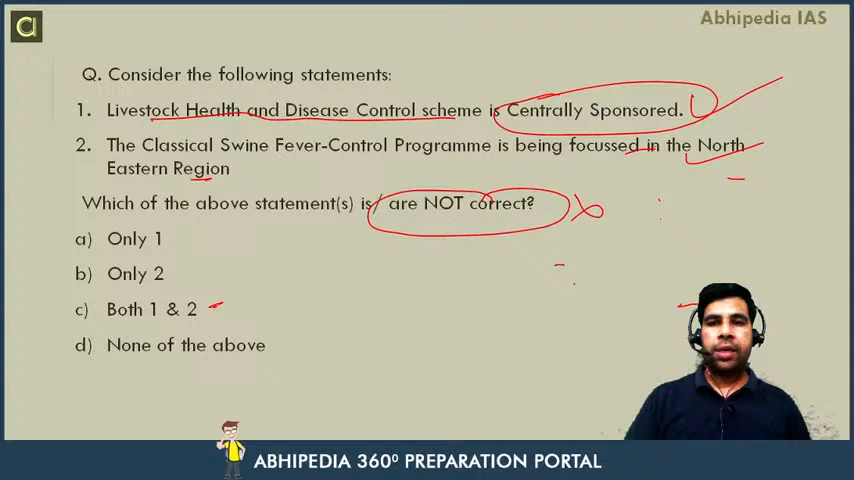 Abhipedia IAS
Q. Consider the following statements:
1. Livestock Health and Disease Control scheme is Centrally Sponsored.
2. The Classical Swine Fever-Control Programme is being focussed in the North
Eastern Region
Which of the above statement(s) is/ are NOT correct?
a) Only 1
b) Only 2
c) Both 1 & 2
d) None of the above
ABHIPEDIA 360⁰ PREPARATION PORTAL